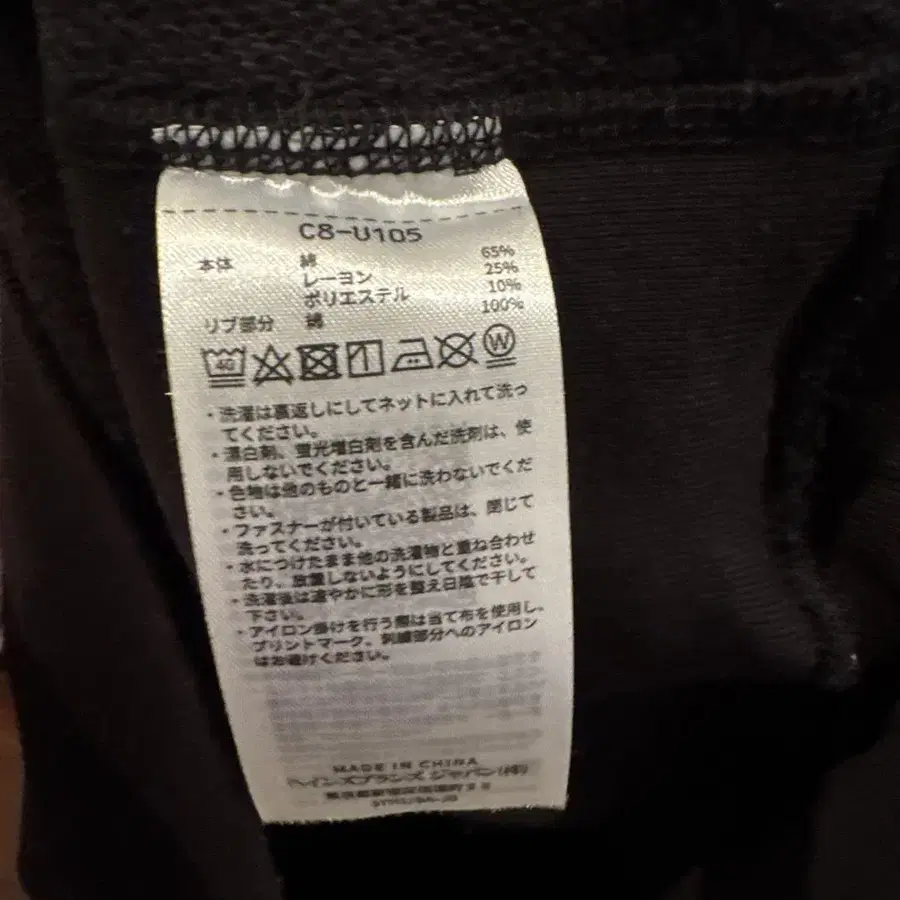 C8-U105
本体 綿 65%
レーヨン 25%
ポリエステル 10%
リブ部分 綿 100%
40 W
・洗濯は裏返しにしてネットに入れて洗っ
てください。
・漂白剤、蛍光増白剤を含んだ洗剤は、使
用しないでください。
・色物は他のものと一緒に洗わないでくだ
さい。
・ファスナーが付いている製品は、閉じて
洗ってください。
・水につけたまま他の洗濯物と重ね合わせ
たり、放置しないようにしてください。
・洗濯後は速やかに形を整え日陰で干して
下さい。
・アイロン掛けを行う際は当て布を使用し、
プリントマーク、刺繍部分へのアイロン
はお避けください。
MADE IN CHINA
ヘインズブランズ ジャパン(株)